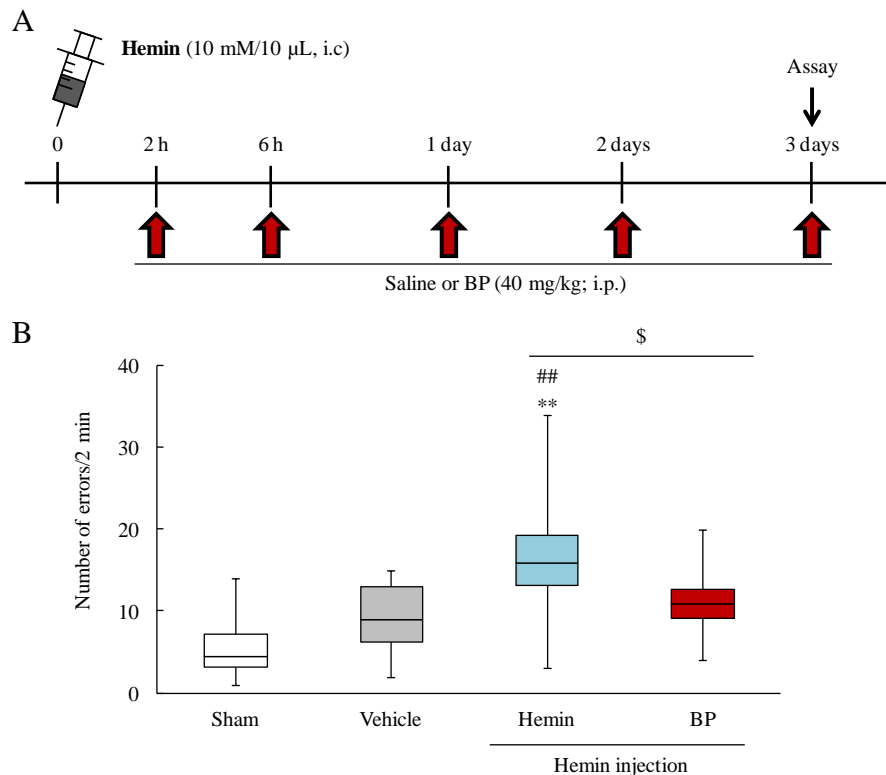 A
Hemin (10 mM/10 μL, i.c)
Assay
0 2 h 6 h 1 day 2 days 3 days
Saline or BP (40 mg/kg; i.p.)
B
$
##
**
Number of errors/2 min
40
30
20
10
0
Sham Vehicle Hemin BP
Hemin injection